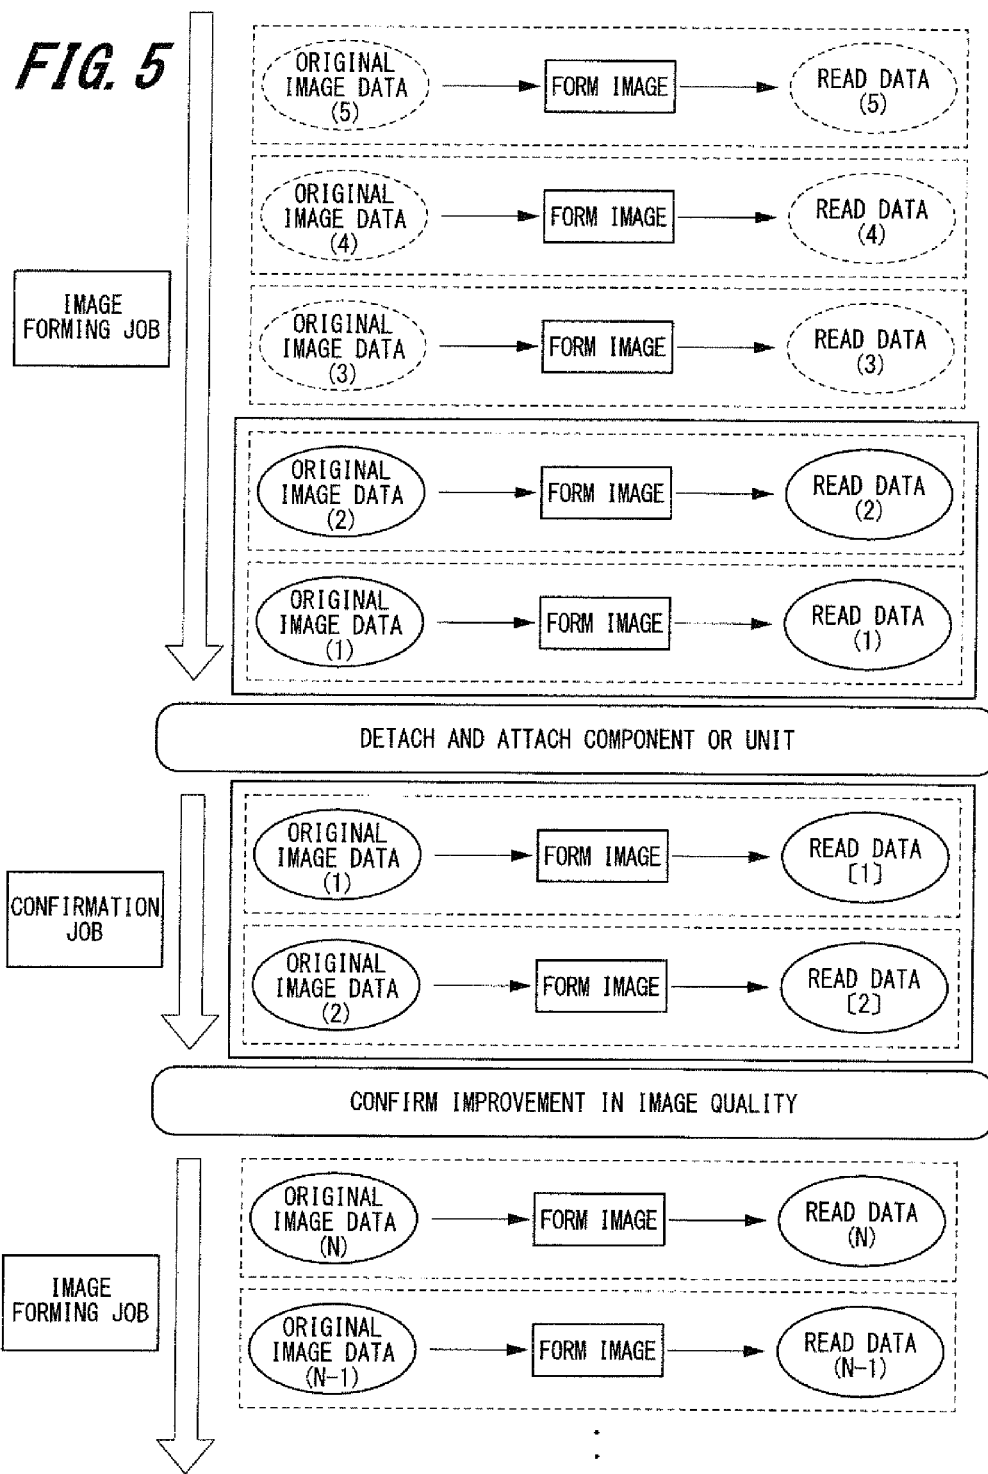 FIG. 5
ORIGINAL
IMAGE DATA
(5)
FORM IMAGE
READ DATA
(5)
ORIGINAL
IMAGE DATA
(4)
FORM IMAGE
READ DATA
(4)
IMAGE
FORMING JOB
ORIGINAL
IMAGE DATA
(3)
FORM IMAGE
READ DATA
(3)
ORIGINAL
IMAGE DATA
(2)
FORM IMAGE
READ DATA
(2)
ORIGINAL
IMAGE DATA
(1)
FORM IMAGE
READ DATA
(1)
DETACH AND ATTACH COMPONENT OR UNIT
CONFIRMATION
JOB
ORIGINAL
IMAGE DATA
(1)
FORM IMAGE
READ DATA
[1]
ORIGINAL
IMAGE DATA
(2)
FORM IMAGE
READ DATA
[2]
CONFIRM IMPROVEMENT IN IMAGE QUALITY
IMAGE
FORMING JOB
ORIGINAL
IMAGE DATA
(N)
FORM IMAGE
READ DATA
(N)
ORIGINAL
IMAGE DATA
(N-1)
FORM IMAGE
READ DATA
(N-1)